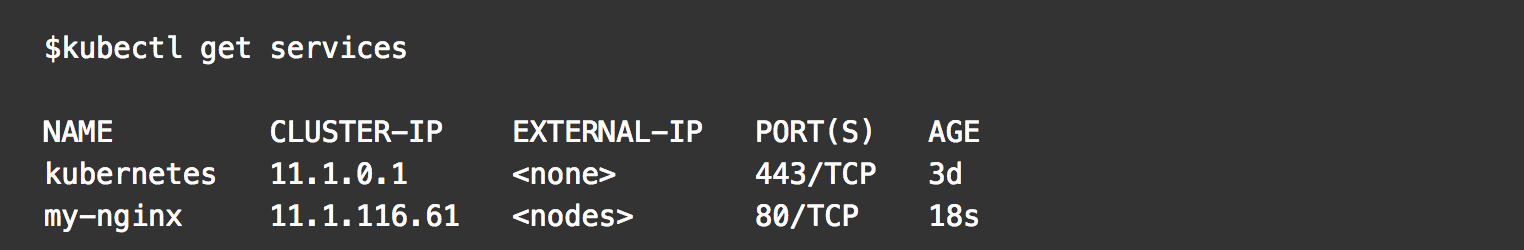 $kubectl get services
NAME CLUSTER-IP EXTERNAL-IP PORT(S) AGE
kubernetes 11.1.0.1 <none> 443/TCP 3d
my-nginx 11.1.116.61 <nodes> 80/TCP 18s